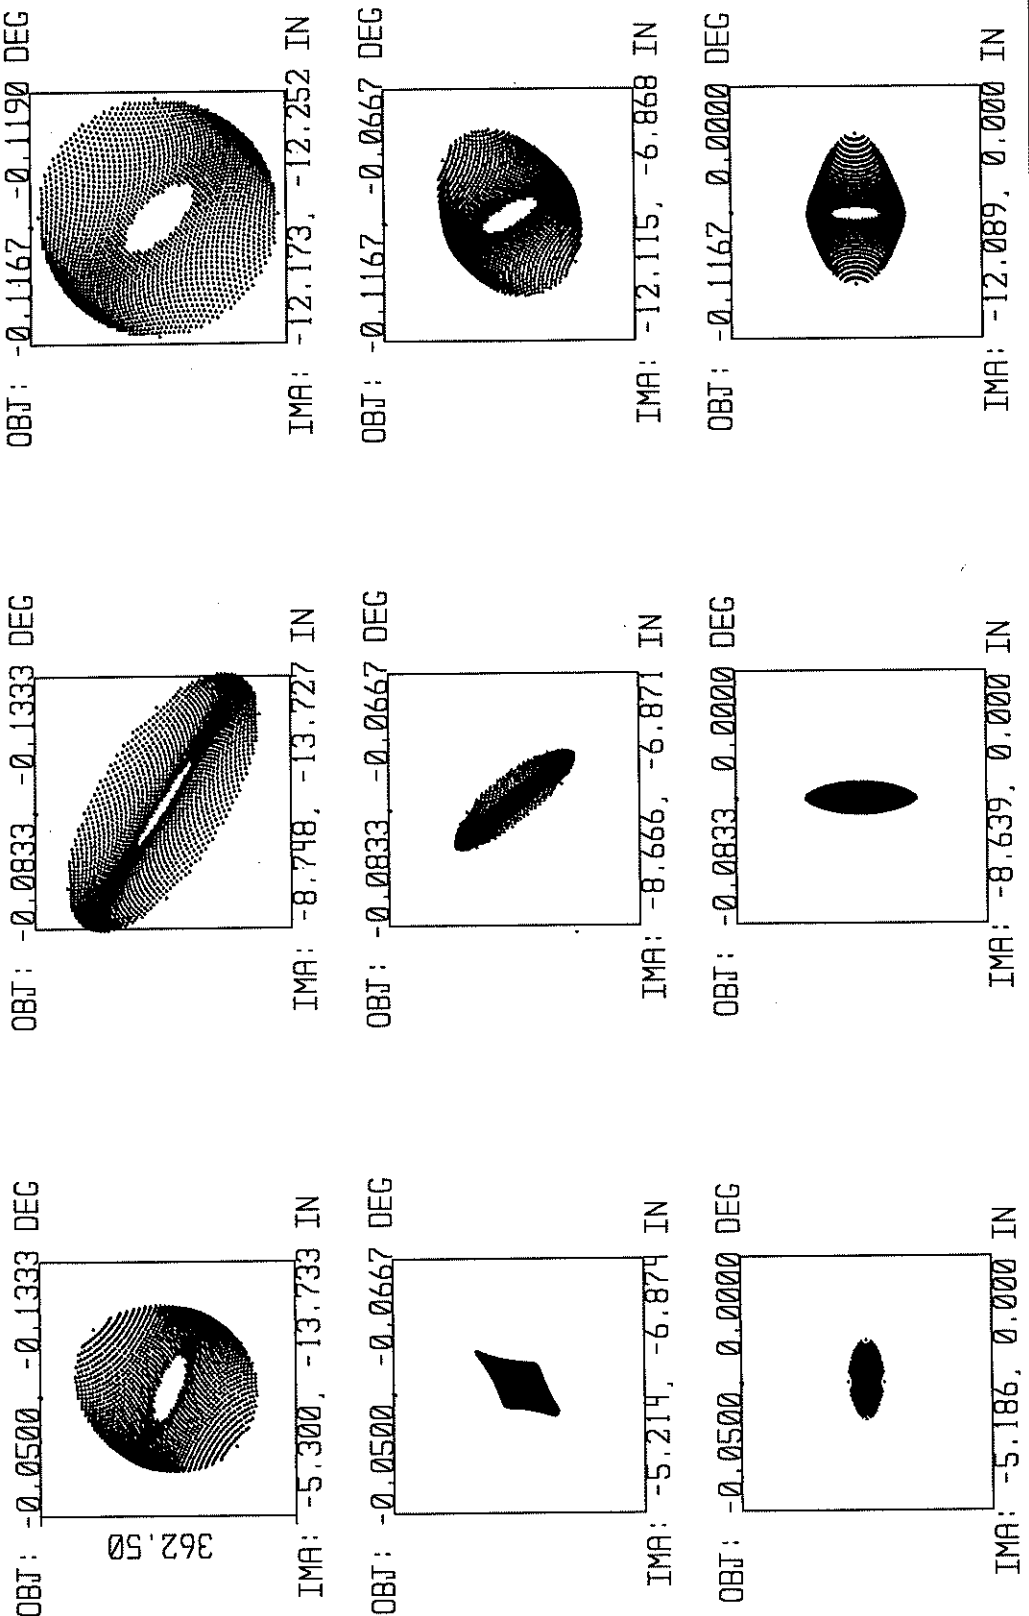 OBJ: -0.0500 -0.1333 DEG
362.50
IMA: -5.300, -13.733 IN
OBJ: -0.0833 -0.1333 DEG
IMA: -8.748, -13.727 IN
OBJ: -0.1167 -0.1190 DEG
IMA: -12.173, -12.252 IN
OBJ: -0.0500 -0.0667 DEG
IMA: -5.214, -6.874 IN
OBJ: -0.0833 -0.0667 DEG
IMA: -8.666, -6.871 IN
OBJ: -0.1167 -0.0667 DEG
IMA: -12.115, -6.868 IN
OBJ: -0.0500 0.0000 DEG
IMA: -5.186, 0.000 IN
OBJ: -0.0833 0.0000 DEG
IMA: -8.639, 0.000 IN
OBJ: -0.1167 0.0000 DEG
IMA: -12.089, 0.000 IN